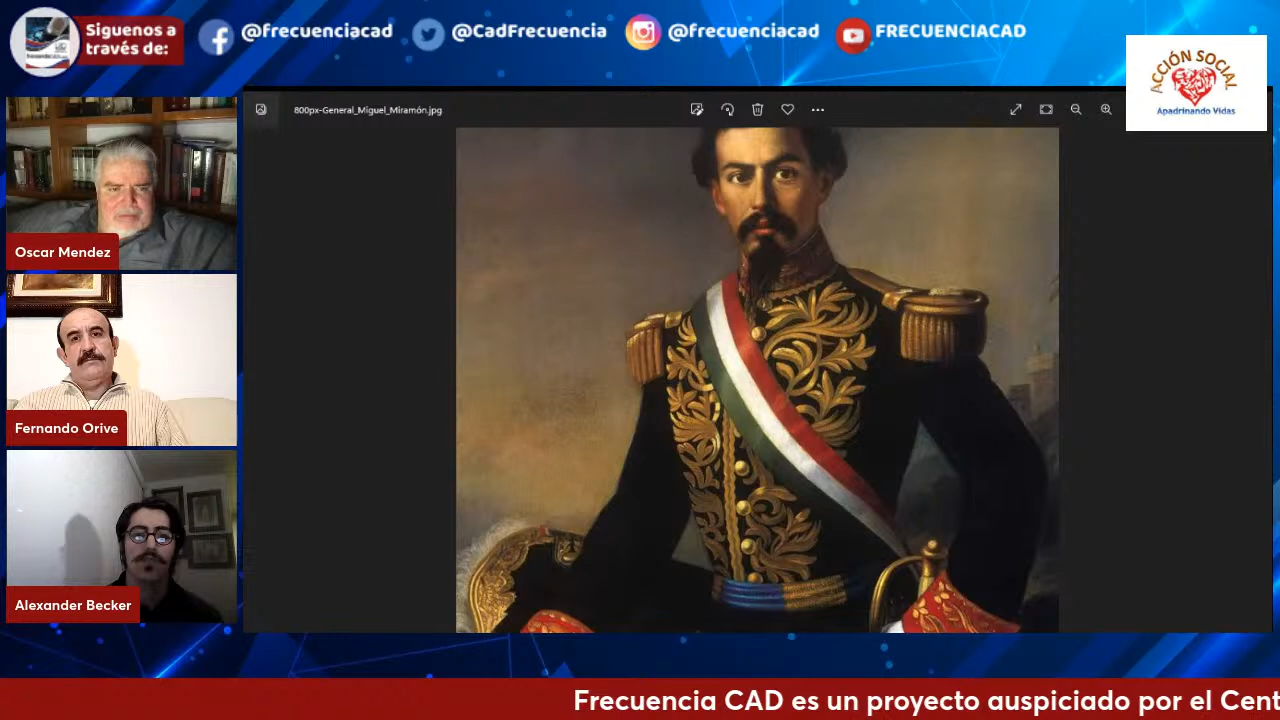 Siguenos a
través de:
@frecuenciacad
@CadFrecuencia
@frecuenciacad
FRECUENCIACAD
ACCIÓN SOCIAL
Apadrinando Vidas
800px-General_Miguel_Miramón.jpg
Oscar Mendez
Fernando Orive
Alexander Becker
Frecuencia CAD es un proyecto auspiciado por el Cent